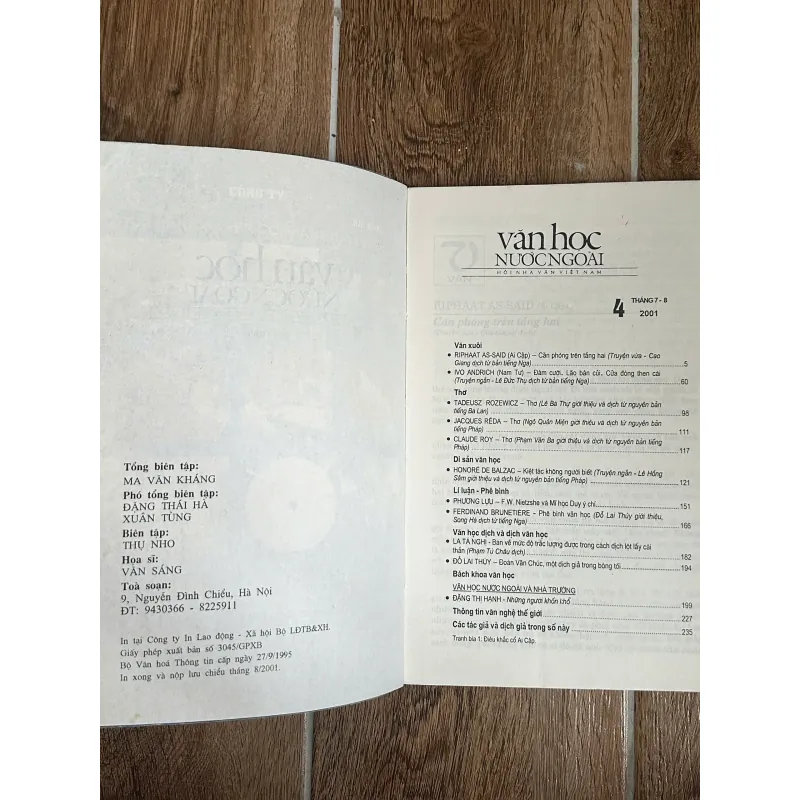 Tổng biên tập:
MA VĂN KHÁNG
Phó tổng biên tập:
ĐẶNG THÁI HÀ
XUÂN TÙNG
Biên tập:
THỤ NHO
Hoạ sĩ:
VĂN SÁNG
Toà soạn:
9, Nguyễn Đình Chiểu, Hà Nội
ĐT: 9430366 - 8225911
In tại Công ty In Lao động - Xã hội Bộ LĐTB&XH.
Giấy phép xuất bản số 3045/GPXB
Bộ Văn hoá Thông tin cấp ngày 27/9/1995
In xong và nộp lưu chiểu tháng 8/2001.
văn học
NƯỚC NGOÀI
HỘI NHÀ VĂN VIỆT NAM
4 THÁNG 7 - 8
2001
Văn xuôi
• RIPHAAT AS-SAID (Ai Cập) – Căn phòng trên tầng hai (Truyện vừa - Cao
Giang dịch từ bản tiếng Nga) 5
• IVO ANDRICH (Nam Tư) – Đám cưới. Lão bán củi. Cửa đóng then cài
(Truyện ngắn - Lê Đức Thụ dịch từ bản tiếng Nga) 60
Thơ
• TADEUSZ ROZEWICZ – Thơ (Lê Bá Thự giới thiệu và dịch từ nguyên bản
tiếng Ba Lan) 98
• JACQUES RÉDA – Thơ (Ngô Quân Miện giới thiệu và dịch từ nguyên bản
tiếng Pháp) 111
• CLAUDE ROY – Thơ (Phạm Văn Ba giới thiệu và dịch từ nguyên bản tiếng
Pháp) 117
Di sản văn học
• HONORÉ DE BALZAC – Kiệt tác không người biết (Truyện ngắn - Lê Hồng
Sâm giới thiệu và dịch từ nguyên bản tiếng Pháp) 121
Lí luận - Phê bình
• PHƯƠNG LỰU – F.W. Nietzshe và Mĩ học Duy ý chí 151
• FERDINAND BRUNETIÈRE - Phê bình văn học (Đỗ Lai Thúy giới thiệu,
Song Hà dịch từ tiếng Nga) 166
Văn học dịch và dịch văn học
• LA TÂ NGHỊ - Bàn về mức độ trắc lượng được trong cách dịch lột lấy cái
thần (Phạm Tú Châu dịch) 182
• ĐỖ LAI THÚY - Đoàn Văn Chúc, một dịch giả trong bóng tối 194
Bách khoa văn học
VĂN HỌC NƯỚC NGOÀI VÀ NHÀ TRƯỜNG
• ĐẶNG THỊ HẠNH - Những người khốn khổ 199
Thông tin văn nghệ thế giới 227
Các tác giả và dịch giả trong số này 235
Tranh bìa 1: Điêu khắc cổ Ai Cập.